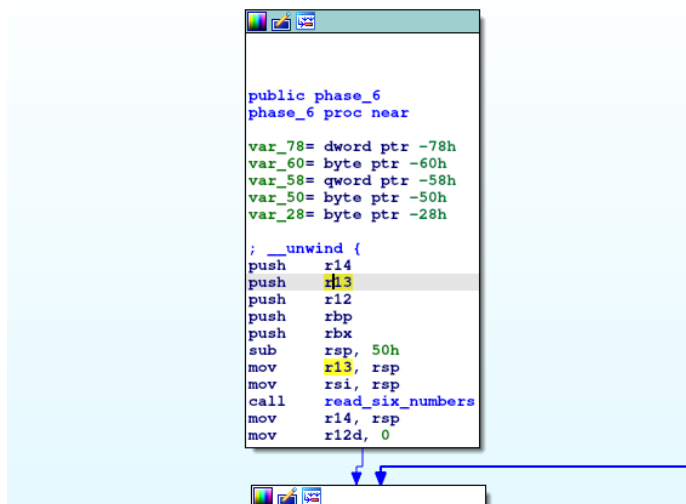 public phase_6
phase_6 proc near
var_78= dword ptr -78h
var_60= byte ptr -60h
var_58= qword ptr -58h
var_50= byte ptr -50h
var_28= byte ptr -28h
; __unwind {
push r14
push r13
push r12
push rbp
push rbx
sub rsp, 50h
mov r13, rsp
mov rsi, rsp
call read_six_numbers
mov r14, rsp
mov r12d, 0